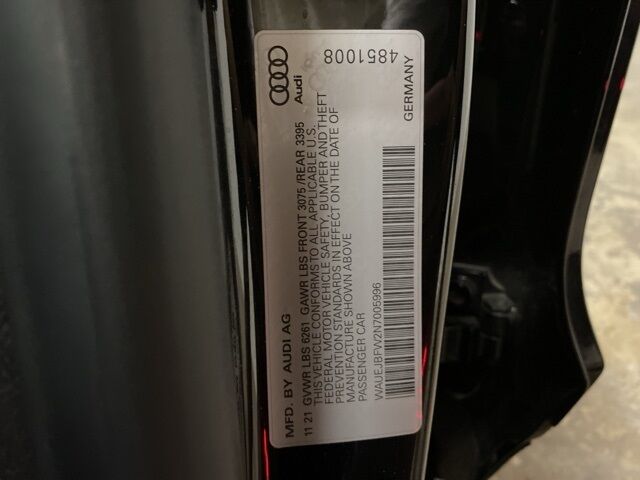 4851008
Audi
MFD. BY AUDI AG
11 21 GVWR LBS 6261 GAWR LBS FRONT 3075 /REAR 3395
THIS VEHICLE CONFORMS TO ALL APPLICABLE U.S.
FEDERAL MOTOR VEHICLE SAFETY, BUMPER AND THEFT
PREVENTION STANDARDS IN EFFECT ON THE DATE OF
MANUFACTURE SHOWN ABOVE
PASSENGER CAR
WAUEJBFW2N7005996 GERMANY